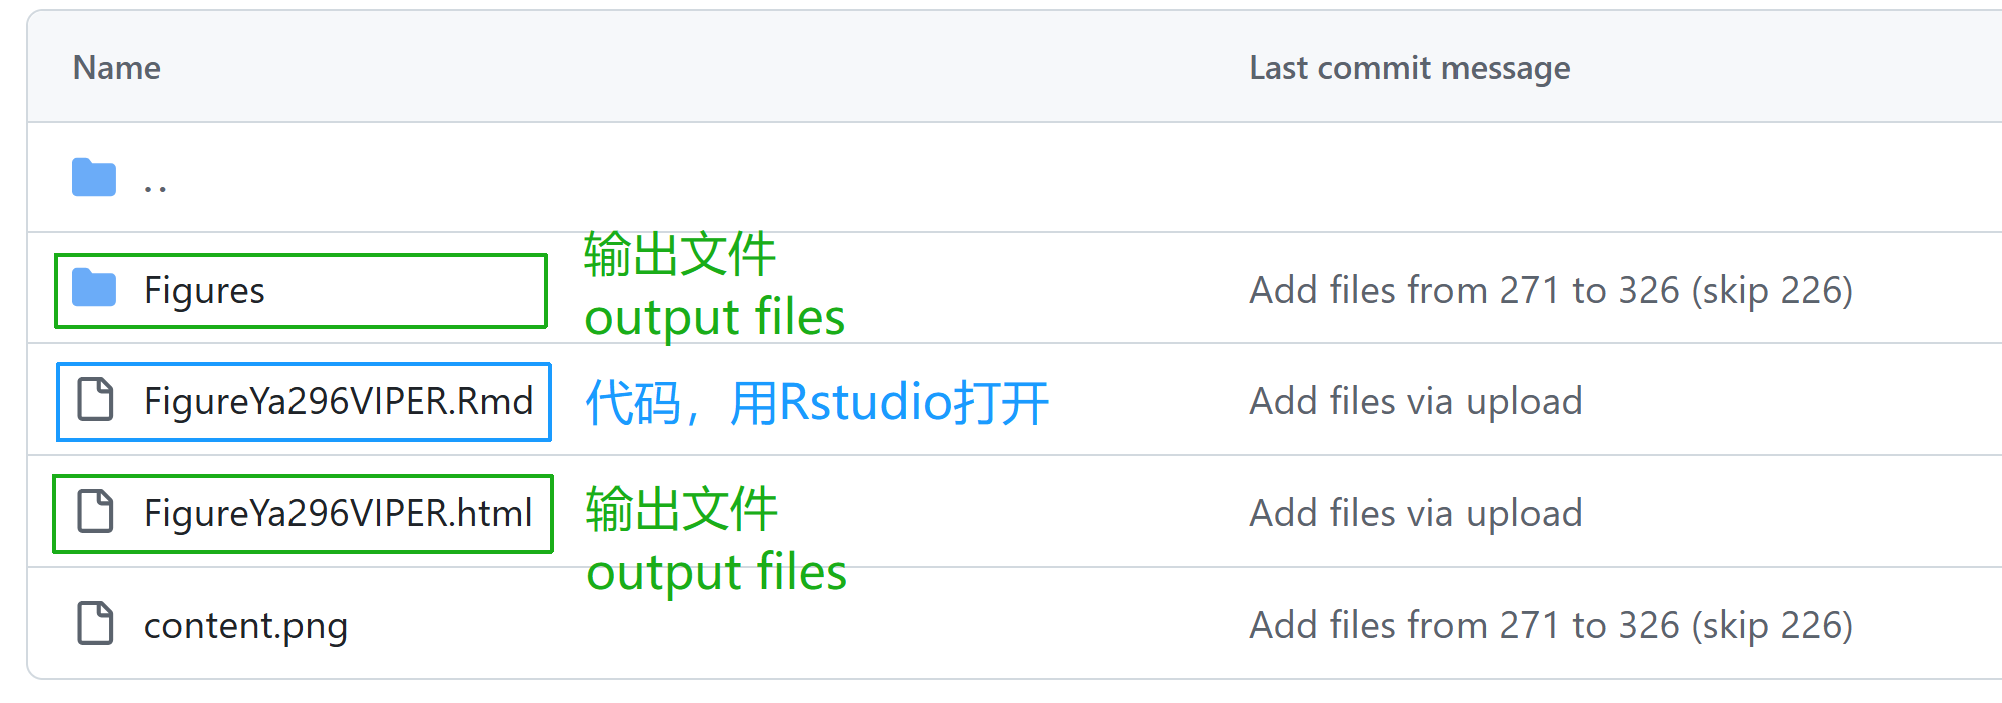 Name
Last commit message
..
输出文件
output files
Figures
Add files from 271 to 326 (skip 226)
FigureYa296VIPER.Rmd
代码，用Rstudio打开
Add files via upload
FigureYa296VIPER.html
输出文件
output files
Add files via upload
content.png
Add files from 271 to 326 (skip 226)